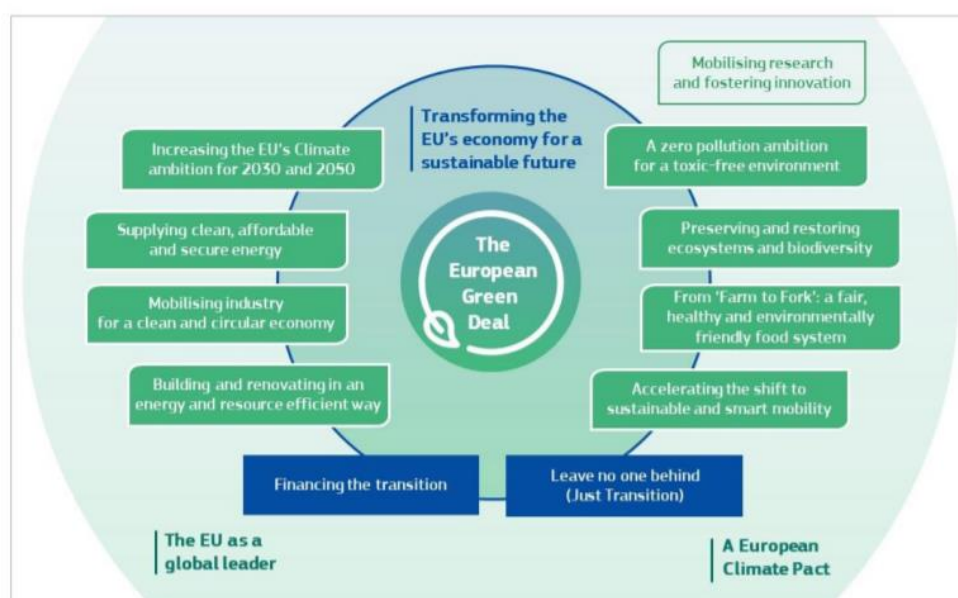 Mobilising research
and fostering innovation
Transforming the
EU's economy for a
sustainable future
Increasing the EU's Climate
ambition for 2030 and 2050
A zero pollution ambition
for a toxic-free environment
Supplying clean, affordable
and secure energy
Preserving and restoring
ecosystems and biodiversity
The
European
Green
Deal
Mobilising industry
for a clean and circular economy
From 'Farm to Fork': a fair,
healthy and environmentally
friendly food system
Building and renovating in an
energy and resource efficient way
Accelerating the shift to
sustainable and smart mobility
Financing the transition
Leave no one behind
(Just Transition)
The EU as a
global leader
A European
Climate Pact